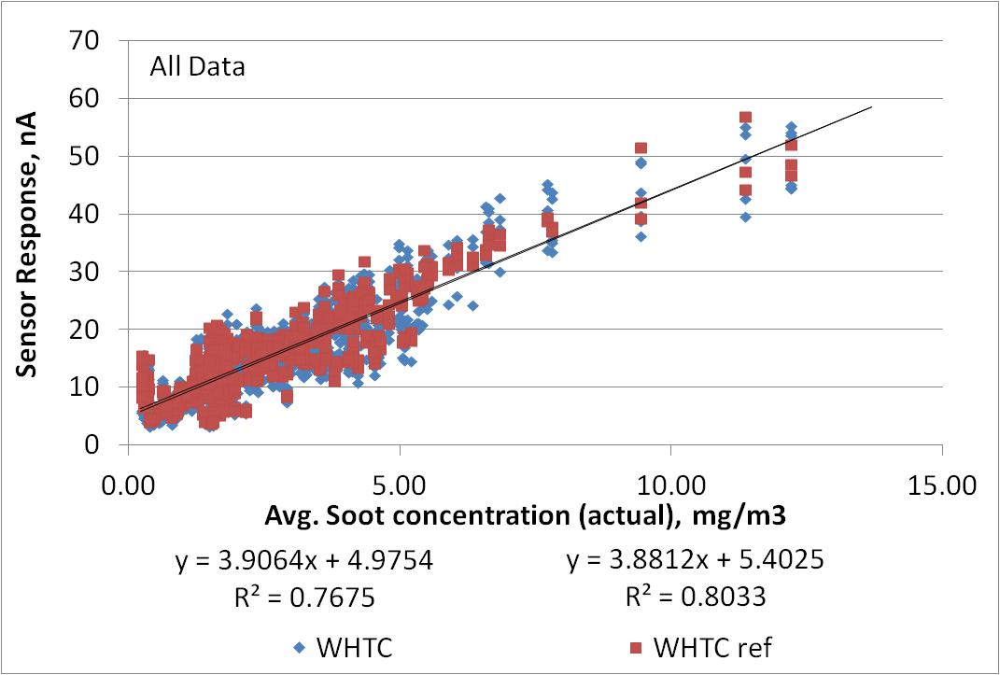 70
All Data
60
50
40
30
20
10
0
Sensor Response, nA
0.00 5.00 10.00 15.00
Avg. Soot concentration (actual), mg/m3
y = 3.9064x + 4.9754 y = 3.8812x + 5.4025
R² = 0.7675 R² = 0.8033
WHTC WHTC ref